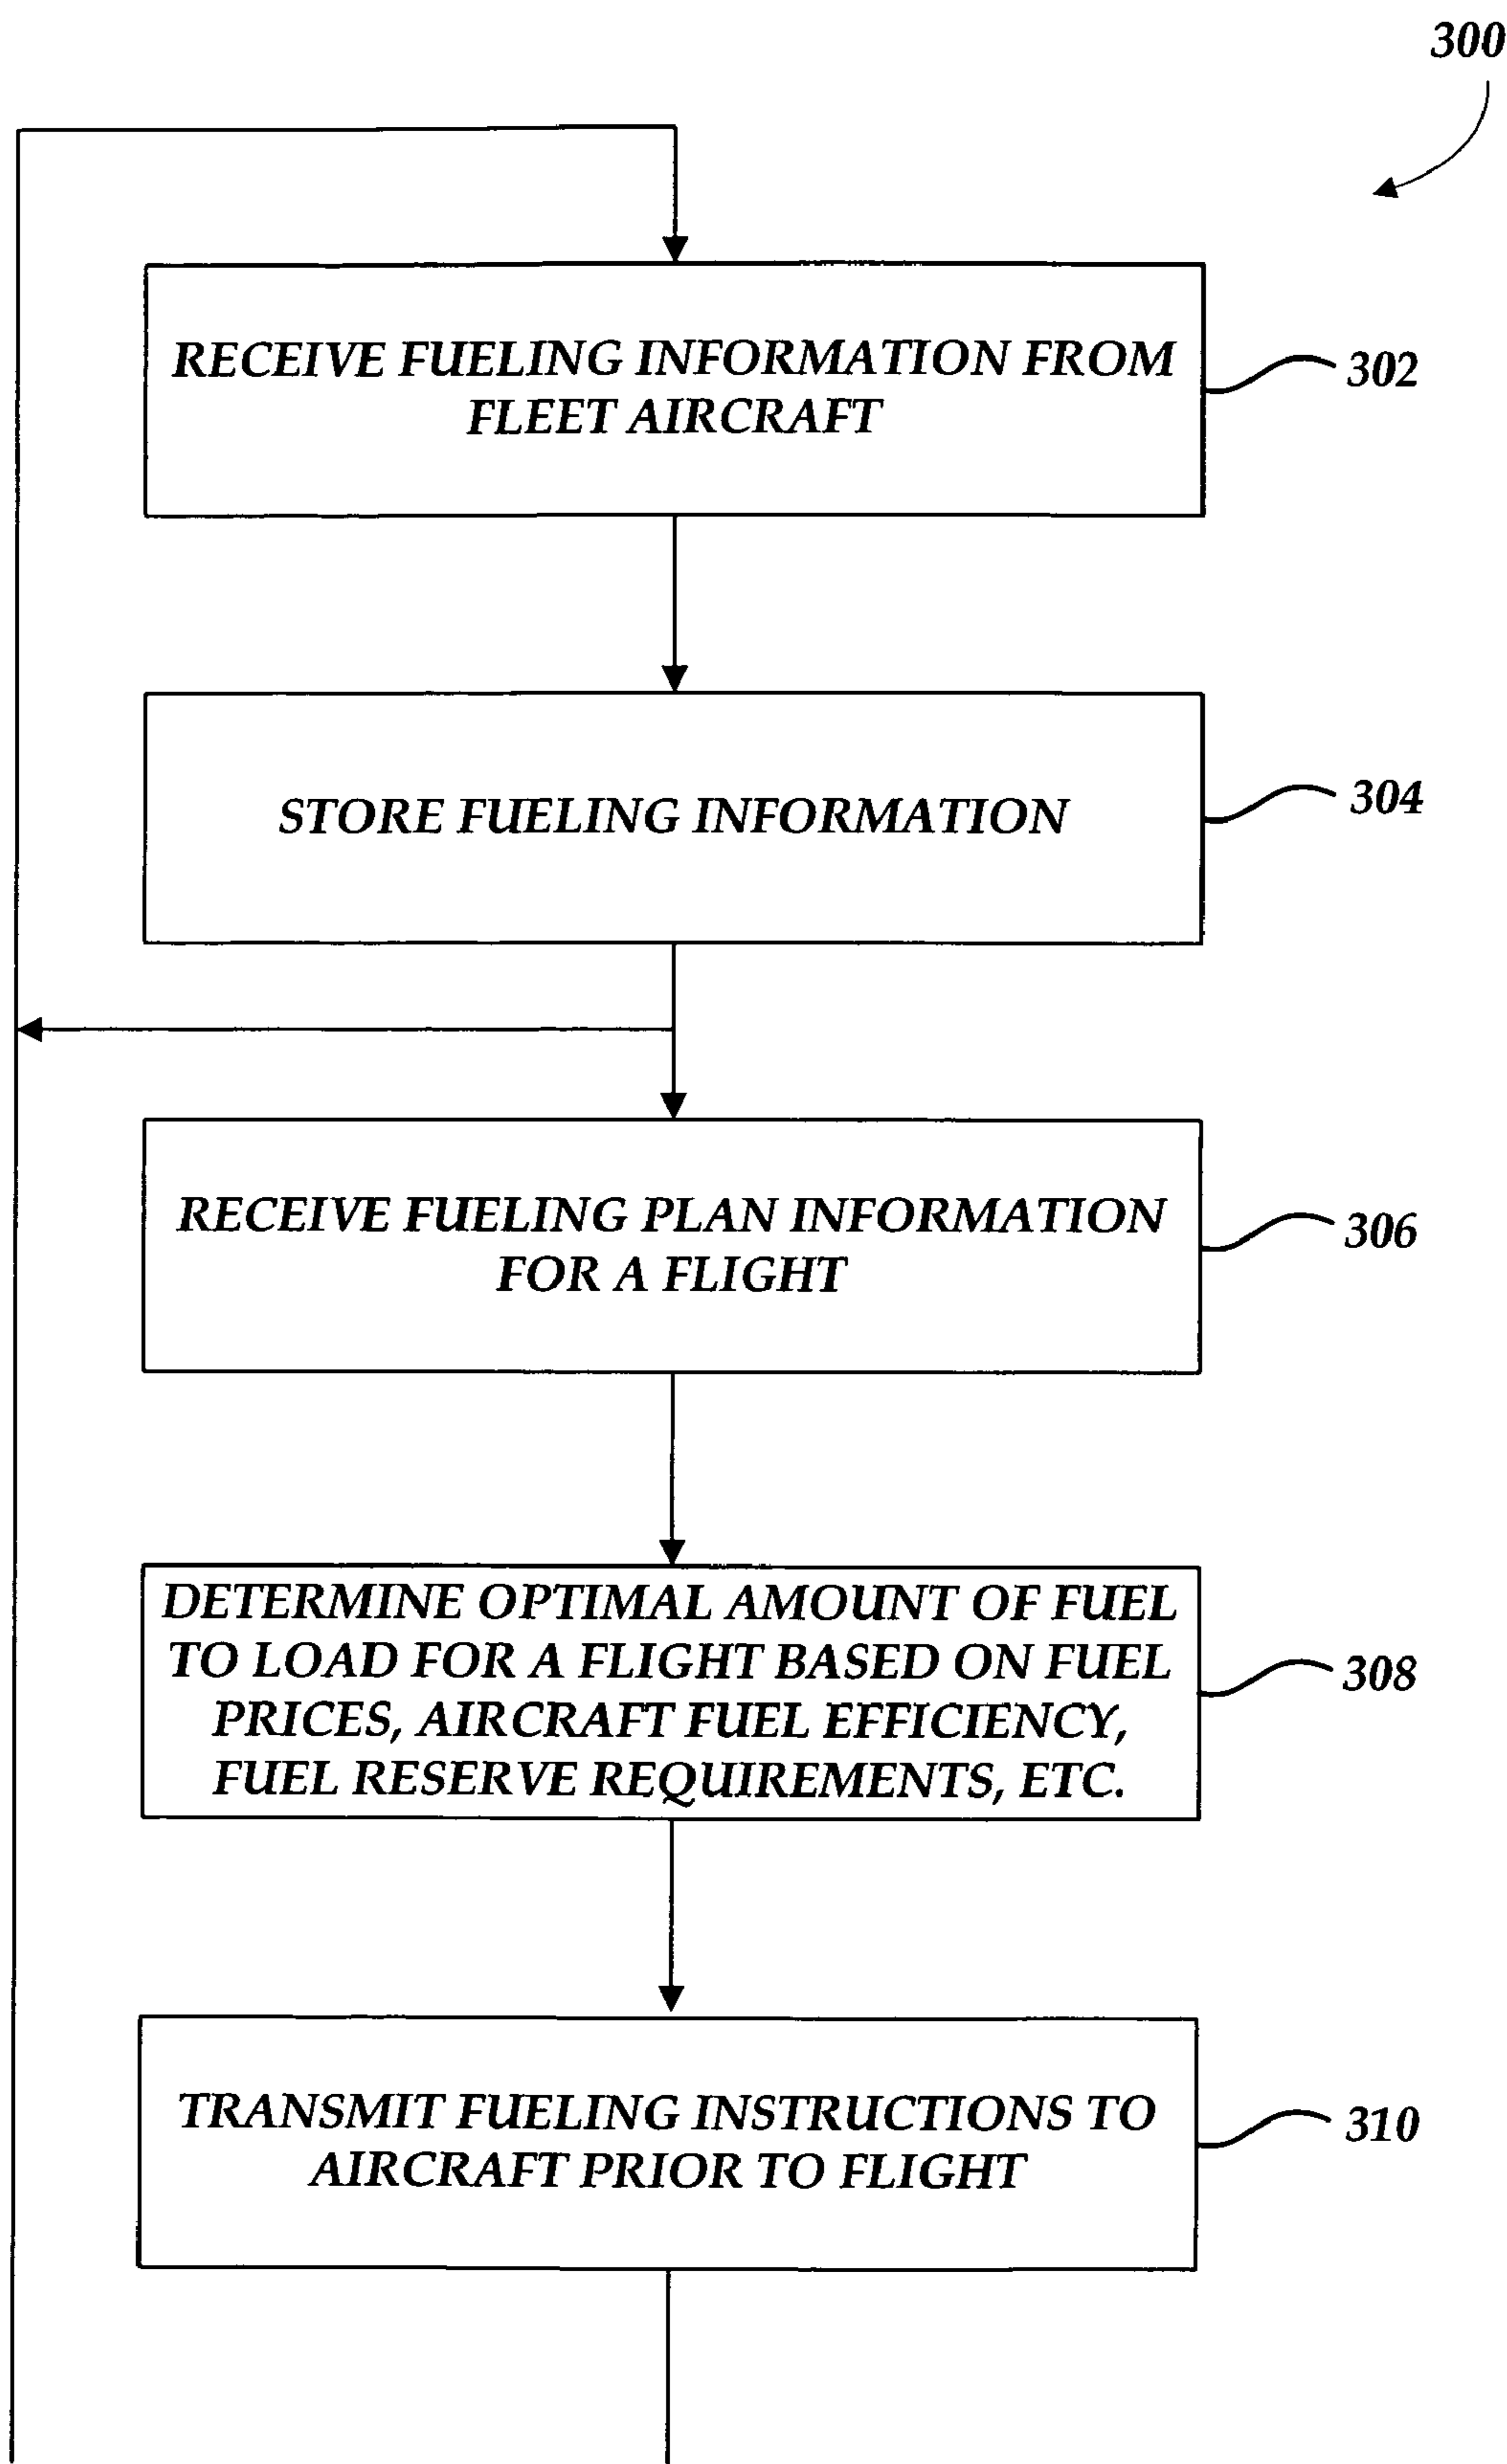 300
RECEIVE FUELING INFORMATION FROM
FLEET AIRCRAFT
302
STORE FUELING INFORMATION
304
RECEIVE FUELING PLAN INFORMATION
FOR A FLIGHT
306
DETERMINE OPTIMAL AMOUNT OF FUEL
TO LOAD FOR A FLIGHT BASED ON FUEL
PRICES, AIRCRAFT FUEL EFFICIENCY,
FUEL RESERVE REQUIREMENTS, ETC.
308
TRANSMIT FUELING INSTRUCTIONS TO
AIRCRAFT PRIOR TO FLIGHT
310